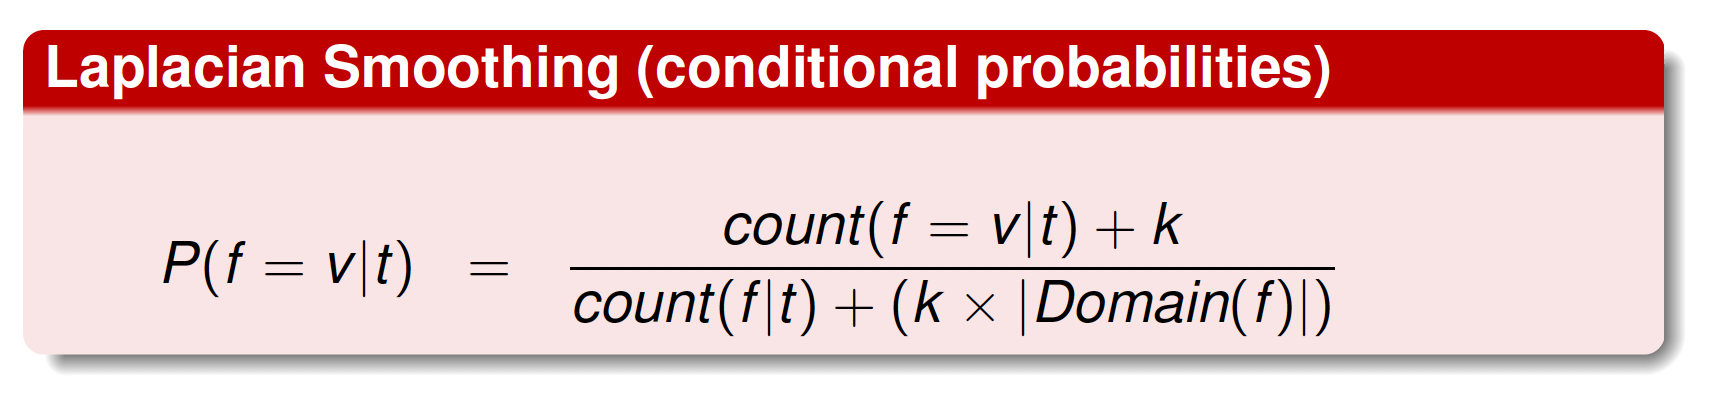 Laplacian Smoothing (conditional probabilities)
P(f = v|t) = count(f = v|t) + k
count(f|t) + (k × |Domain(f)|)